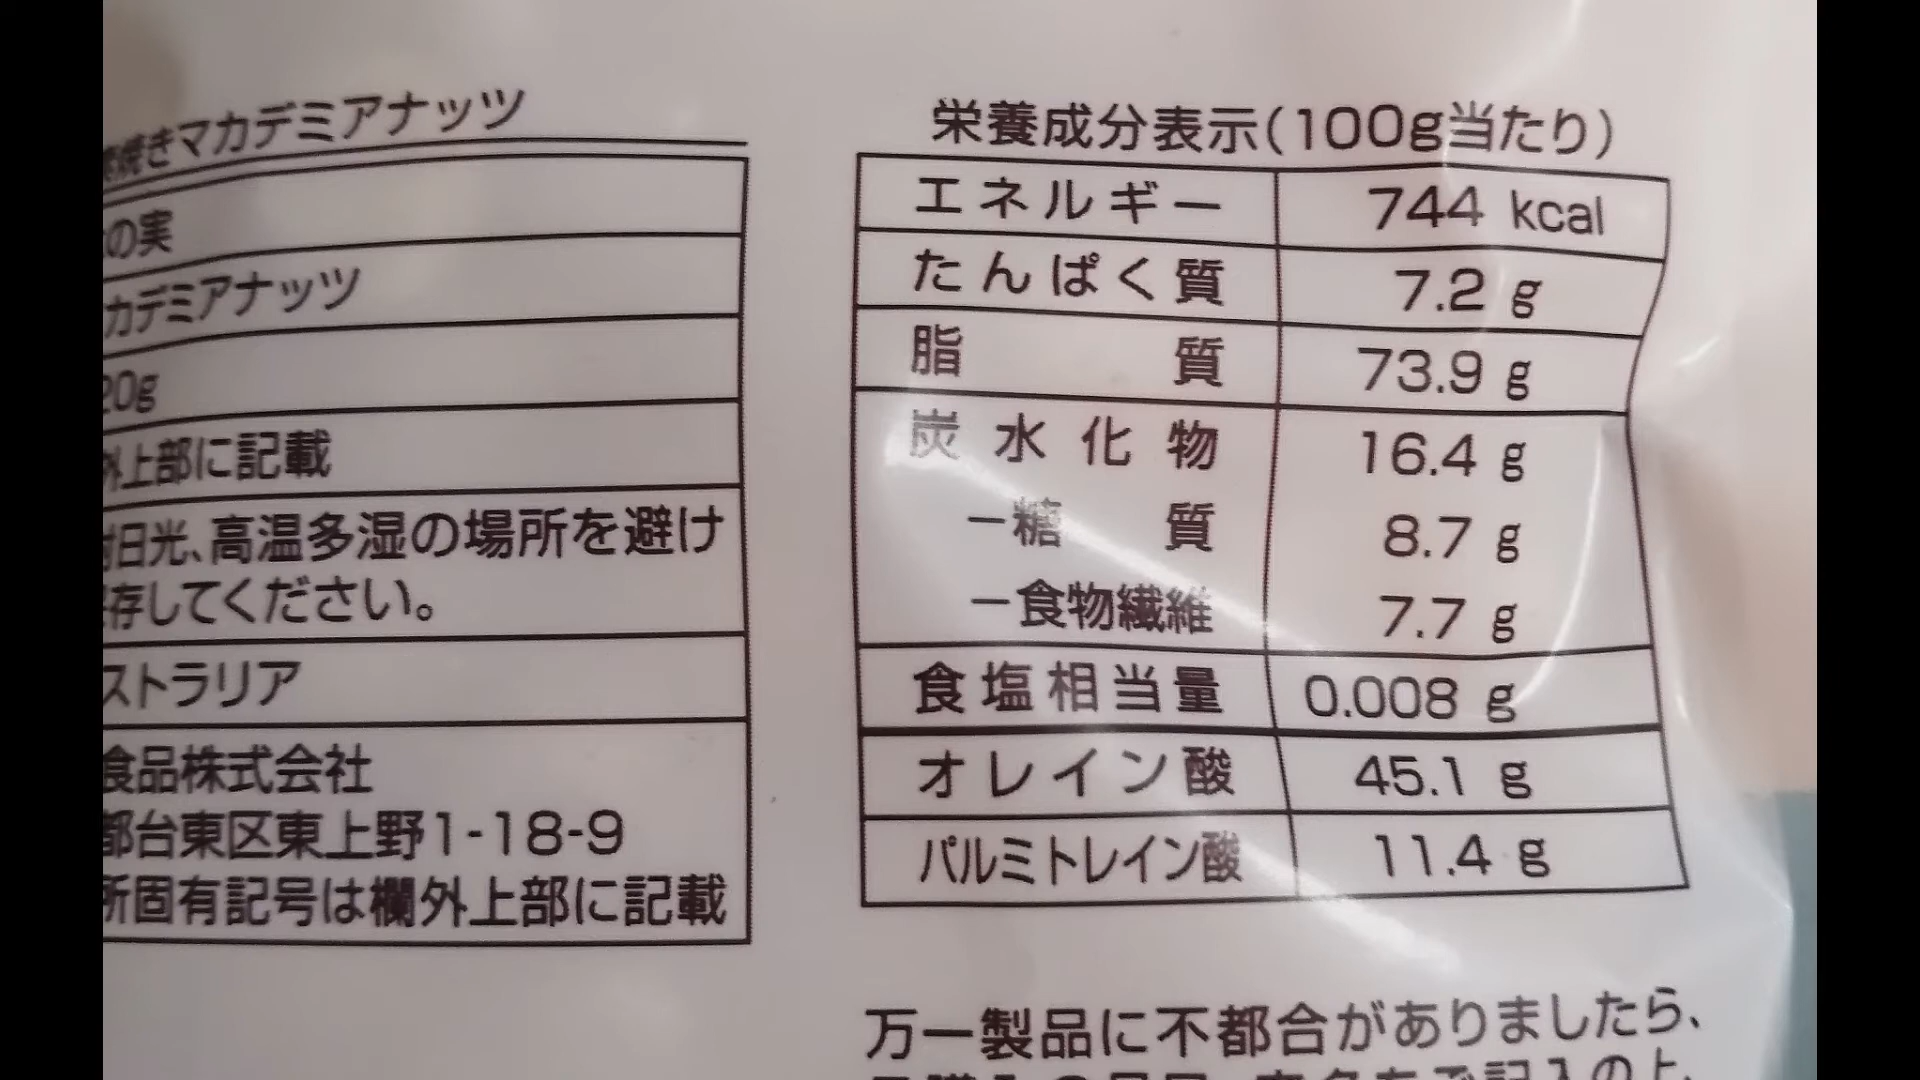 焼きマカデミアナッツ
の実
カデミアナッツ
20g
外上部に記載
日光、高温多湿の場所を避け
存してください。
ストラリア
食品株式会社
都台東区東上野1-18-9
所固有記号は欄外上部に記載
栄養成分表示(100g当たり)
エネルギー 744 kcal
たんぱく質 7.2 g
脂質 73.9 g
炭水化物 16.4 g
－糖質 8.7 g
－食物繊維 7.7 g
食塩相当量 0.008 g
オレイン酸 45.1 g
パルミトレイン酸 11.4 g
万一製品に不都合がありましたら、